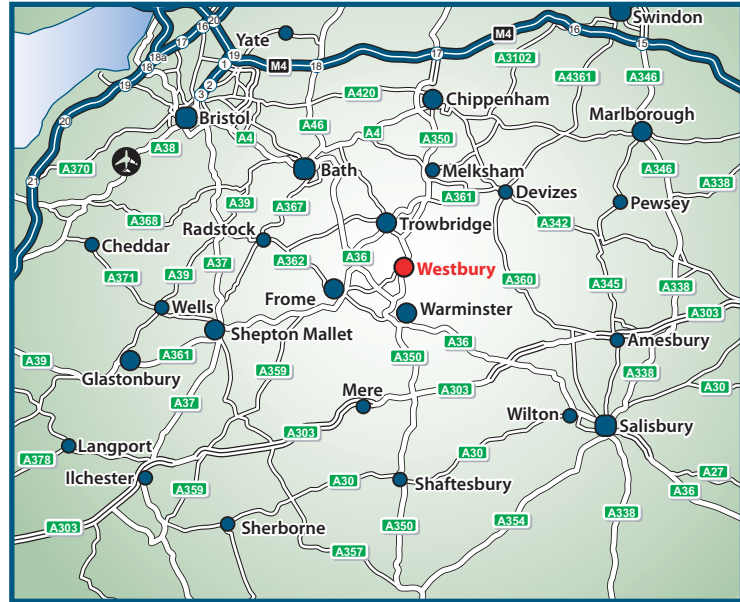 20
Swindon
17
16
Yate
19
M4
16
18a
18
1
M4
18
17
A3102
15
19
2
A4361
A346
3
A420
Chippenham
20
Bristol
A46
Marlborough
A38
A4
A4
A350
A370
Bath
Melksham
A346
21
A361
Devizes
A338
A39
A367
Pewsey
A368
Trowbridge
A342
Radstock
Cheddar
A37
A362
A36
Westbury
A360
A371
A39
A345
A338
Frome
Wells
Warminster
A303
Shepton Mallet
A36
Amesbury
A39
A361
A350
A359
A338
Glastonbury
Mere
A303
A30
A37
Wilton
Salisbury
A303
Langport
A378
A30
A27
Ilchester
A30
Shaftesbury
A359
A36
A338
A303
Sherborne
A350
A354
A357